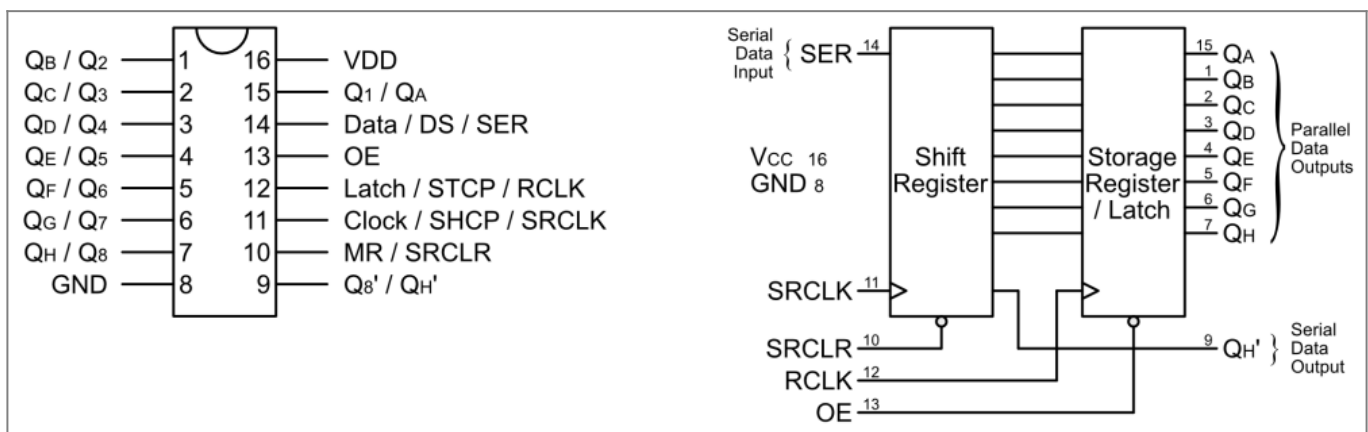 QB / Q2 1 16 VDD
QC / Q3 2 15 Q1 / QA
QD / Q4 3 14 Data / DS / SER
QE / Q5 4 13 OE
QF / Q6 5 12 Latch / STCP / RCLK
QG / Q7 6 11 Clock / SHCP / SRCLK
QH / Q8 7 10 MR / SRCLR
GND 8 9 Q8' / QH'
Serial
Data
Input
{ SER 14
Vcc 16
GND 8
Shift
Register
Storage
Register
/ Latch
15 QA
1 QB
2 QC
3 QD
4 QE
5 QF
6 QG
7 QH
}
Parallel
Data
Outputs
SRCLK 11
SRCLR 10
RCLK 12
OE 13
9 QH' }
Serial
Data
Output